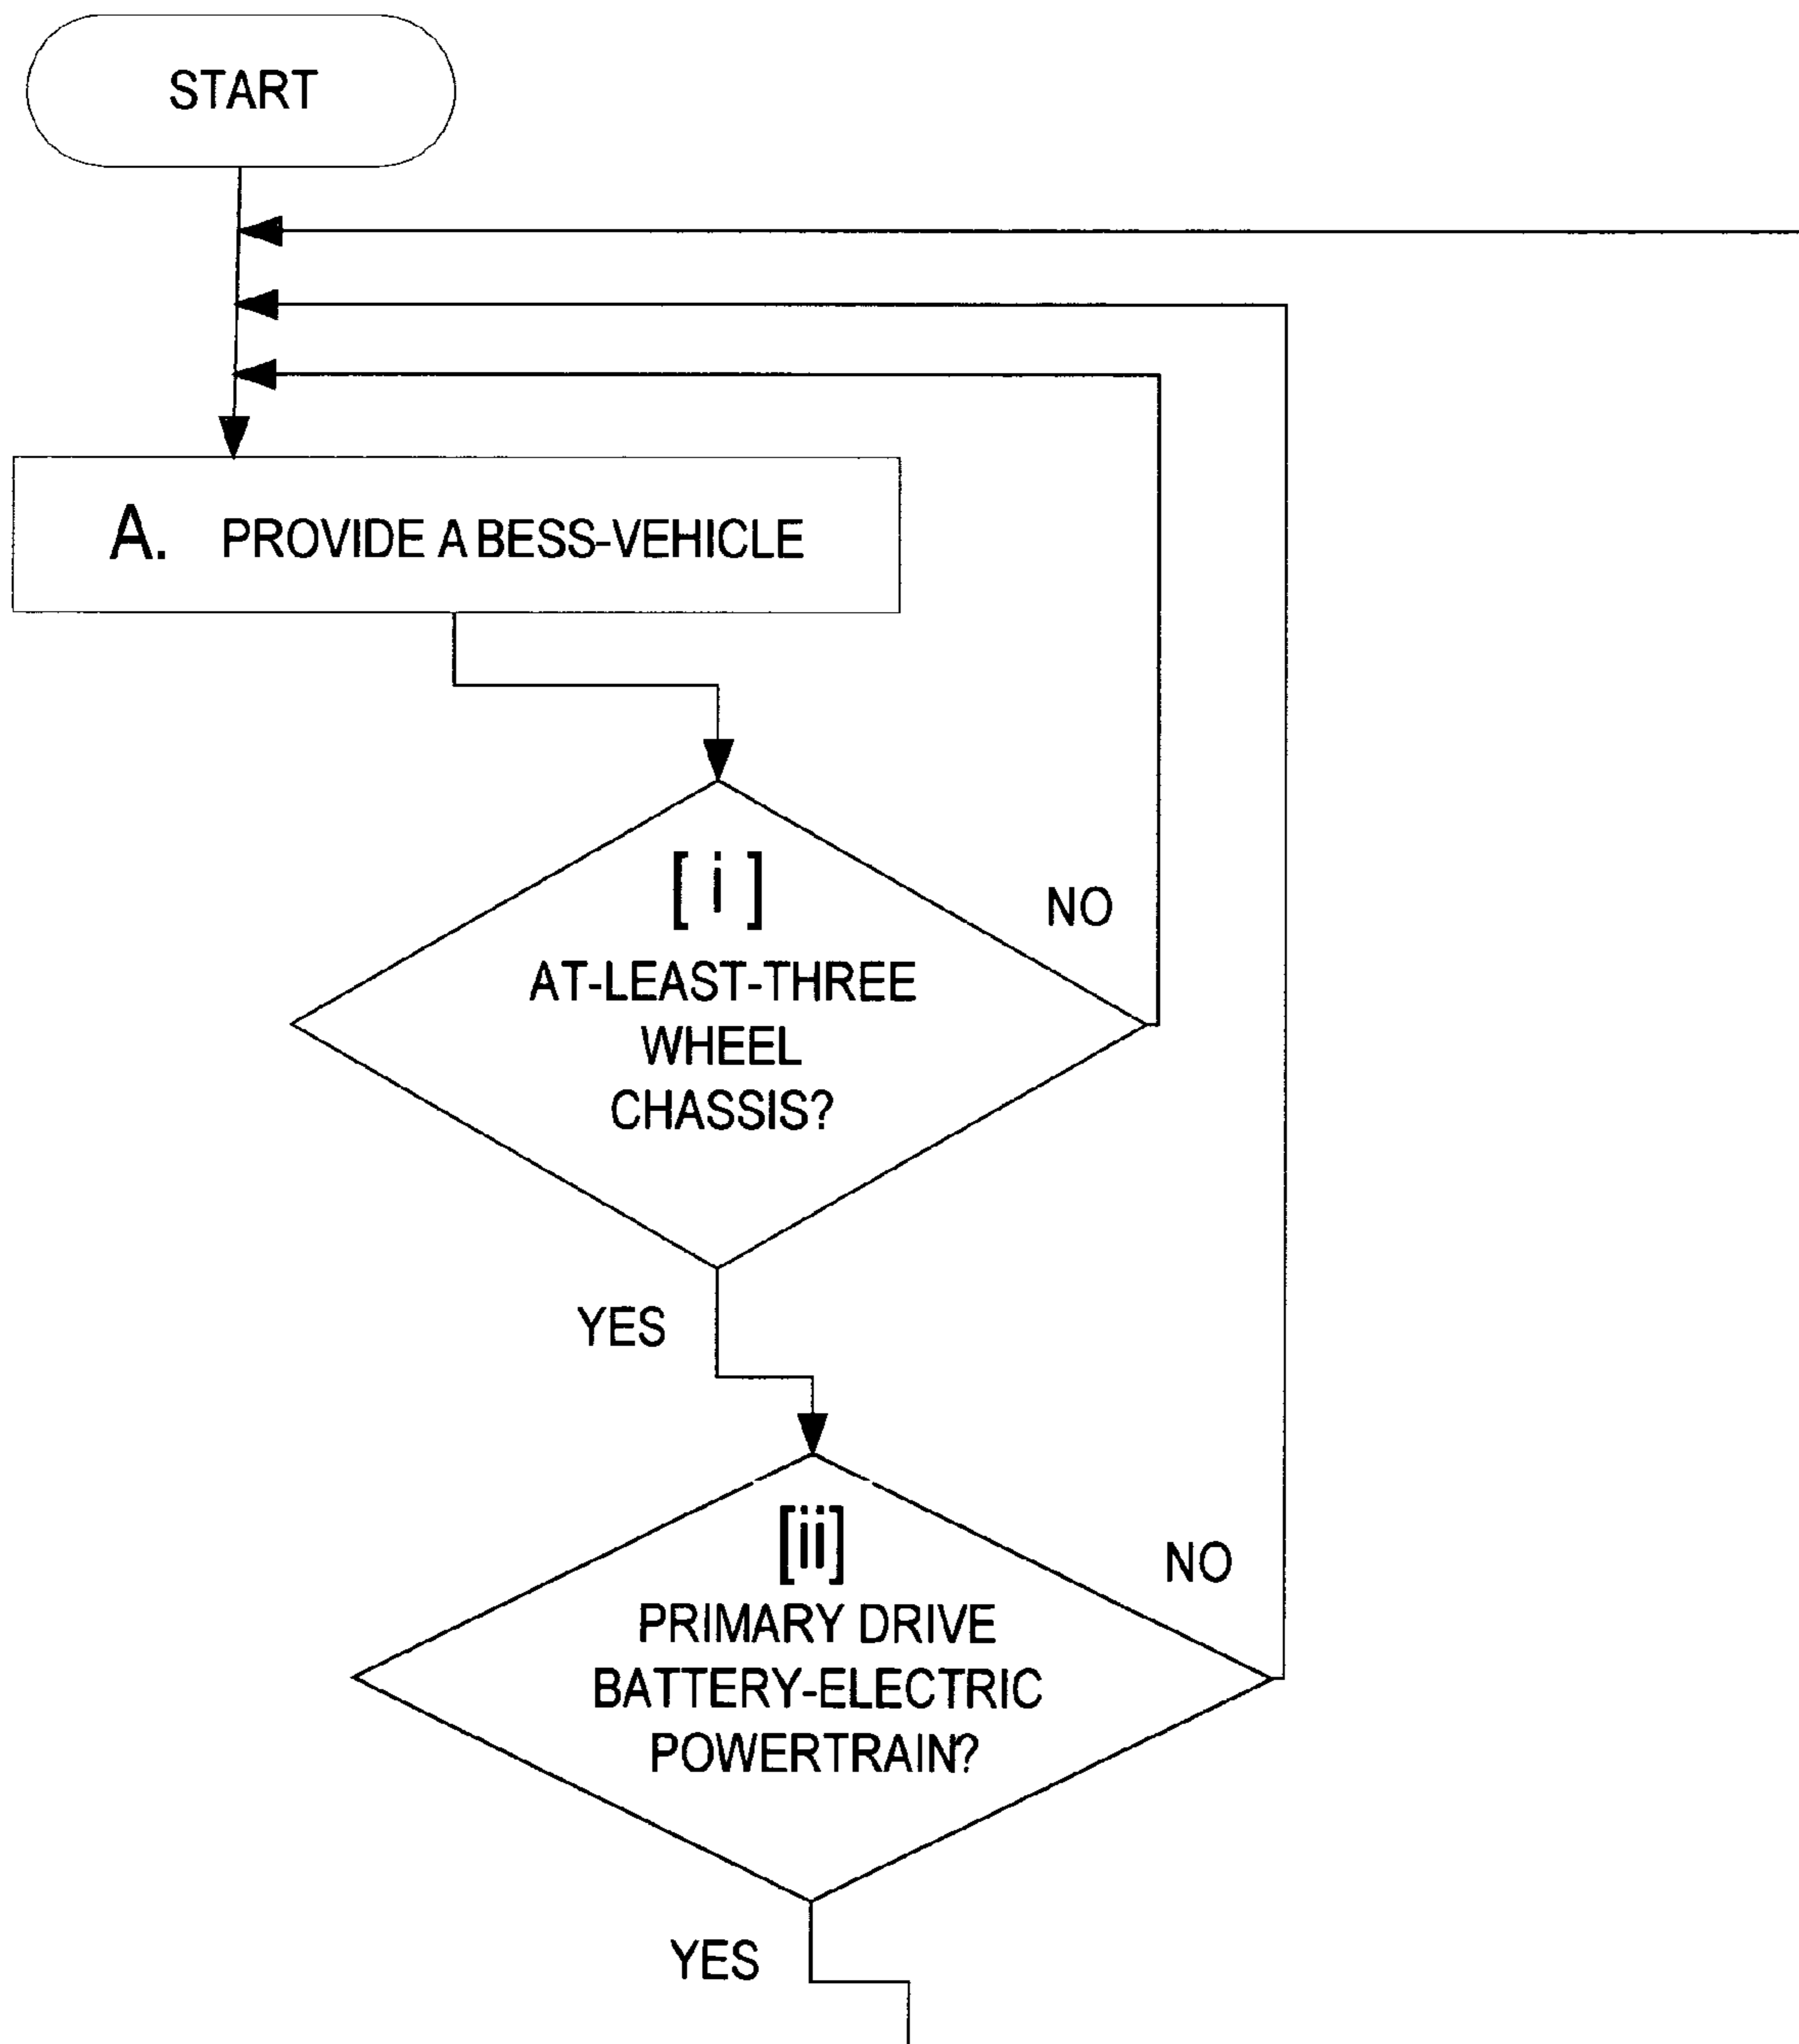 START
A. PROVIDE A BESS-VEHICLE
[ i ]
NO
AT-LEAST-THREE
WHEEL
CHASSIS?
YES
[ii]
NO
PRIMARY DRIVE
BATTERY-ELECTRIC
POWERTRAIN?
YES